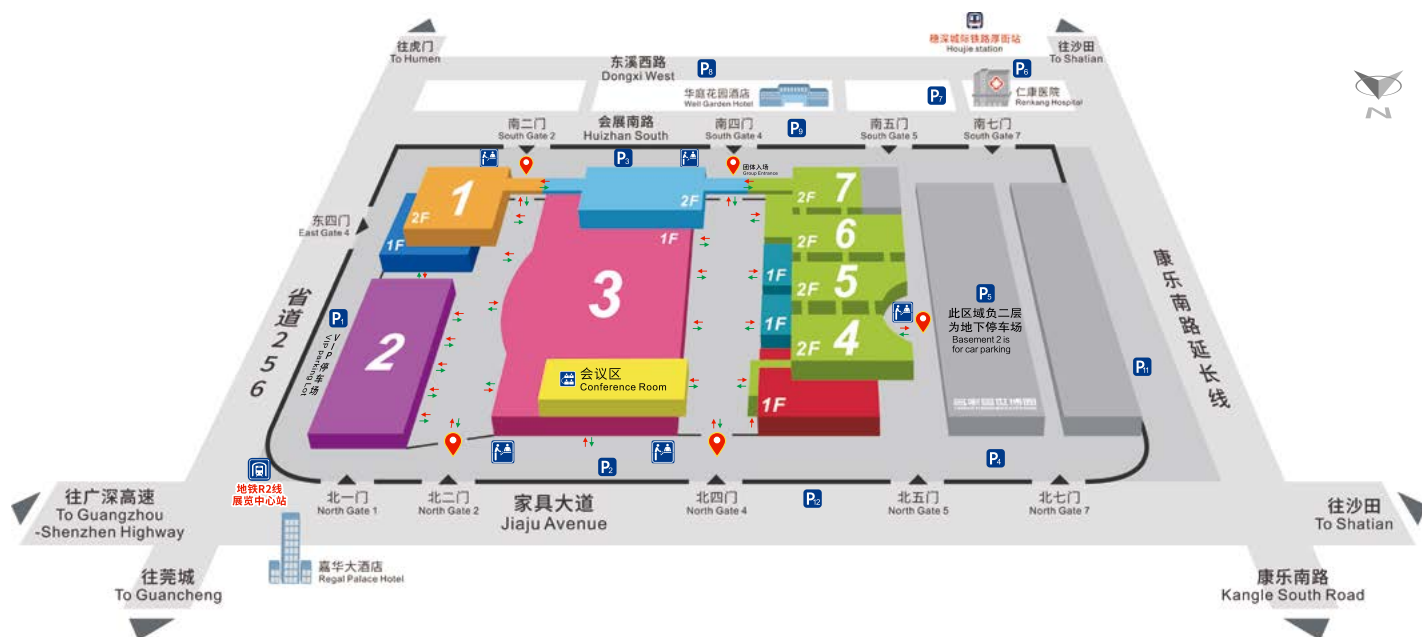 穗深城际铁路厚街站
Houjie station
往虎门
To Humen
往沙田
To Shatian
东溪西路
Dongxi West
P8
P6
华庭花园酒店
Well Garden Hotel
P7
仁康医院
Renkang Hospital
N
南二门
South Gate 2
会展南路
Huizhan South
南四门
South Gate 4
P9
南五门
South Gate 5
南七门
South Gate 7
P3
团体入场
Group Entrance
1
2F
1F
2F
1F
3
7
2F
6
2F
1F
5
2F
1F
4
2F
1F
东四门
East Gate 4
省道256
P1
VIP停车场
Vip Parking Lot
2
会议区
Conference Room
P5
此区域负二层
为地下停车场
Basement 2 is
for car parking
康乐南路延长线
P11
P2
P4
地铁R2线
展览中心站
北一门
North Gate 1
北二门
North Gate 2
家具大道
Jiaju Avenue
北四门
North Gate 4
P12
北五门
North Gate 5
北七门
North Gate 7
往广深高速
To Guangzhou
-Shenzhen Highway
往沙田
To Shatian
嘉华大酒店
Regal Palace Hotel
往莞城
To Guancheng
康乐南路
Kangle South Road